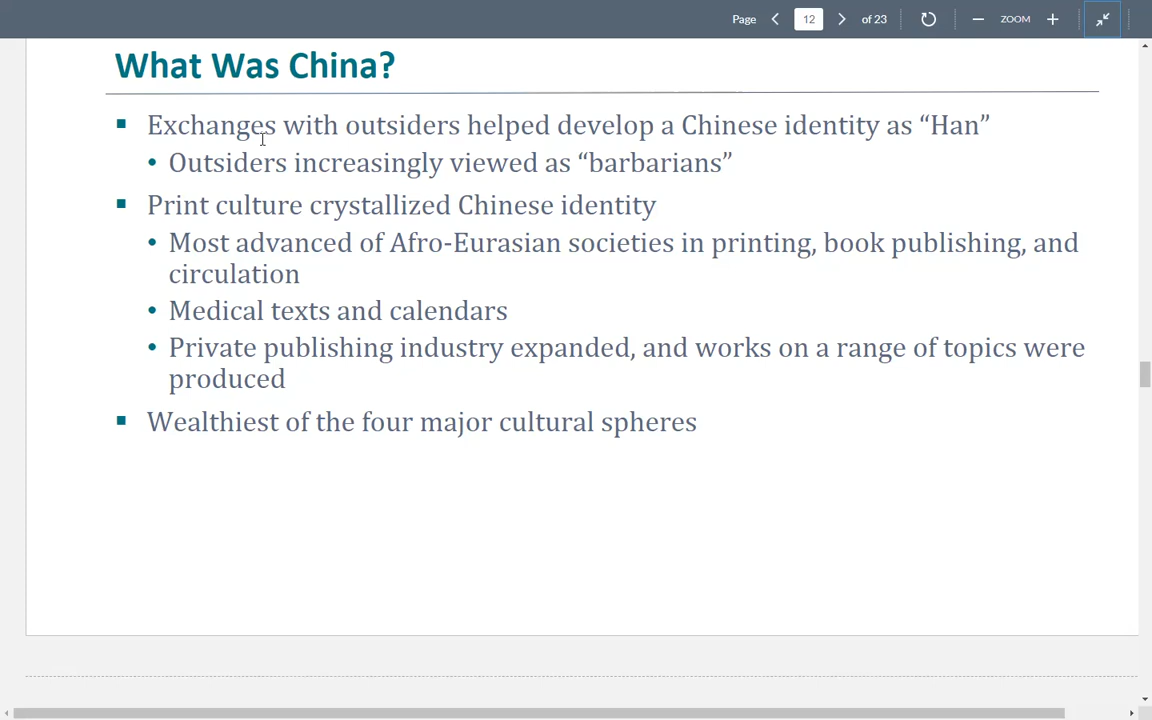 Page 12 of 23 ZOOM
What Was China?
Exchanges with outsiders helped develop a Chinese identity as “Han”
Outsiders increasingly viewed as “barbarians”
Print culture crystallized Chinese identity
Most advanced of Afro-Eurasian societies in printing, book publishing, and
circulation
Medical texts and calendars
Private publishing industry expanded, and works on a range of topics were
produced
Wealthiest of the four major cultural spheres